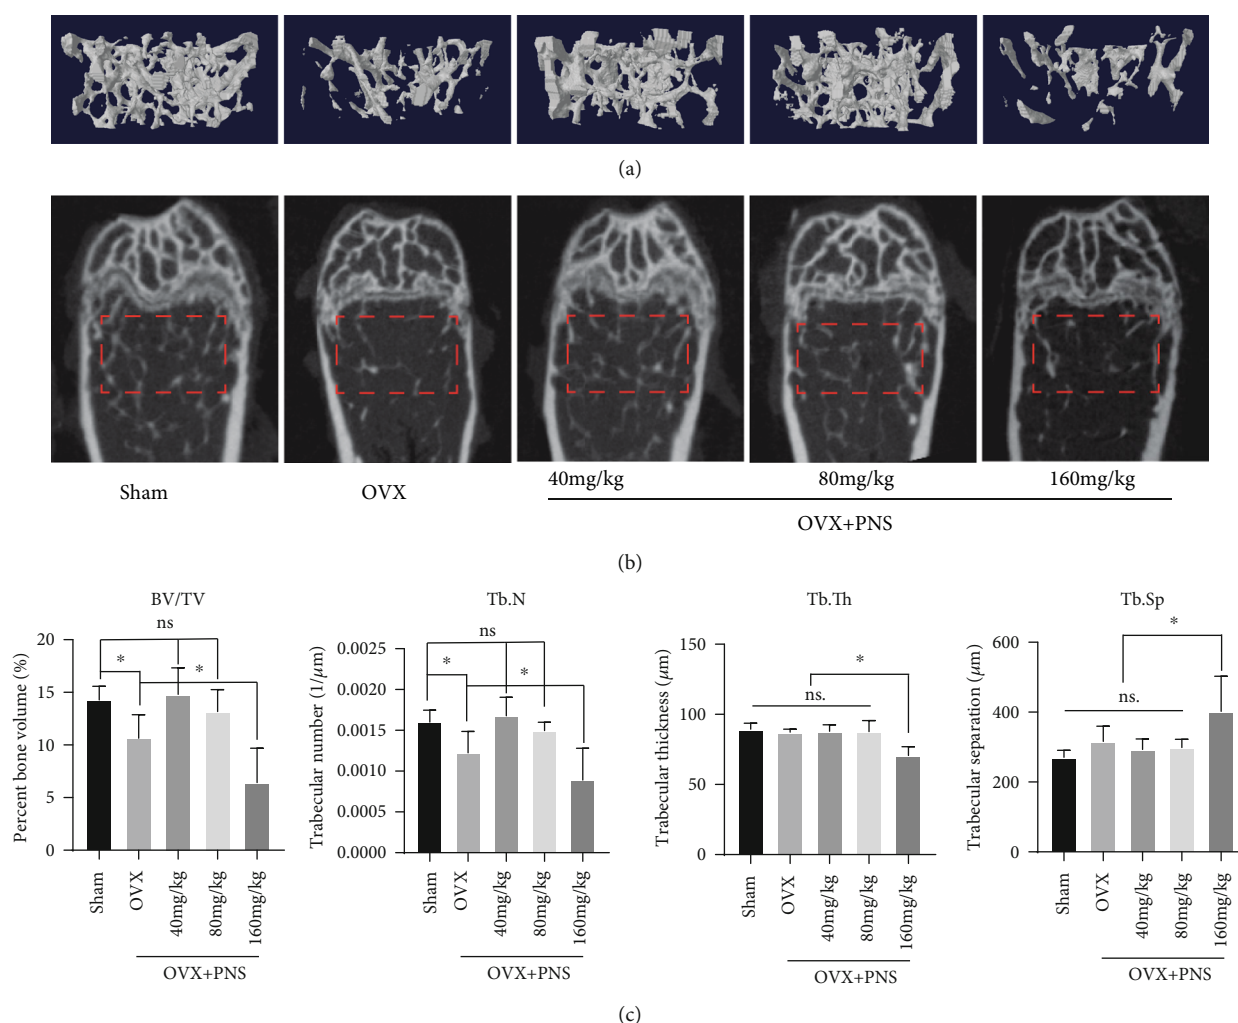 (a)
Sham
OVX
40mg/kg
80mg/kg
160mg/kg
OVX+PNS
(b)
BV/TV
Percent bone volume (%)
20
15
10
5
0
ns
*
*
Sham
OVX
40mg/kg
80mg/kg
160mg/kg
OVX+PNS
Tb.N
Trabecular number (1/μm)
0.0025
0.0020
0.0015
0.0010
0.0005
0.0000
ns
*
*
Sham
OVX
40mg/kg
80mg/kg
160mg/kg
OVX+PNS
Tb.Th
Trabecular thickness (μm)
150
100
50
0
*
ns.
Sham
OVX
40mg/kg
80mg/kg
160mg/kg
OVX+PNS
Tb.Sp
Trabecular separation (μm)
600
400
200
0
*
ns.
Sham
OVX
40mg/kg
80mg/kg
160mg/kg
OVX+PNS
(c)